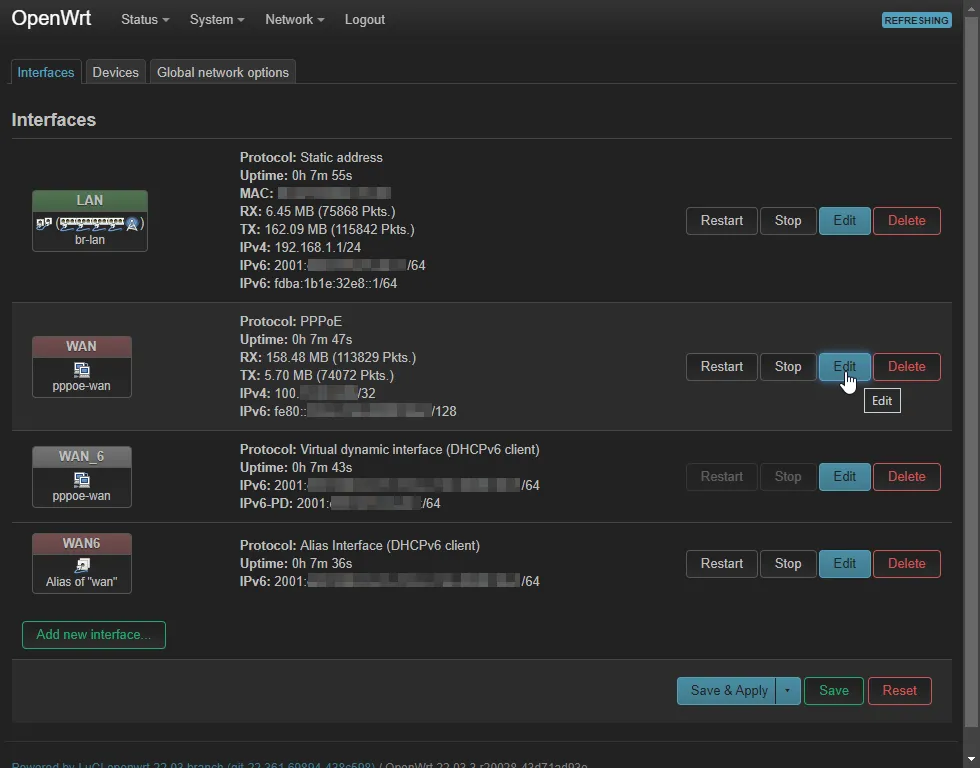 OpenWrt Status System Network Logout REFRESHING
Interfaces Devices Global network options
Interfaces
LAN
br-lan
Protocol: Static address
Uptime: 0h 7m 55s
MAC:
RX: 6.45 MB (75868 Pkts.)
TX: 162.09 MB (115842 Pkts.)
IPv4: 192.168.1.1/24
IPv6: 2001: /64
IPv6: fdba:1b1e:32e8::1/64
Restart Stop Edit Delete
WAN
pppoe-wan
Protocol: PPPoE
Uptime: 0h 7m 47s
RX: 158.48 MB (113829 Pkts.)
TX: 5.70 MB (74072 Pkts.)
IPv4: 100. /32
IPv6: fe80:: /128
Restart Stop Edit Delete
Edit
WAN_6
pppoe-wan
Protocol: Virtual dynamic interface (DHCPv6 client)
Uptime: 0h 7m 43s
IPv6: 2001: /64
IPv6-PD: 2001: /64
Restart Stop Edit Delete
WAN6
Alias of "wan"
Protocol: Alias Interface (DHCPv6 client)
Uptime: 0h 7m 36s
IPv6: 2001: /64
Restart Stop Edit Delete
Add new interface...
Save & Apply Save Reset
Powered by LuCI openwrt-22.03 branch (git-22.361.69894-438c598) / OpenWrt 22.03.3 r20028-43d71ad93e